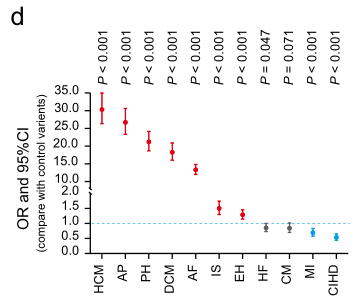 d
P < 0.001 P < 0.001 P < 0.001 P < 0.001 P < 0.001 P < 0.001 P < 0.001 P = 0.047 P = 0.071 P < 0.001 P < 0.001
OR and 95%CI
(compare with control varients)
35.0
30.0
25.0
20.0
15.0
10.0
2.0
1.5
1.0
0.5
0.0
HCM AP PH DCM AF IS EH HF CM MI CIHD